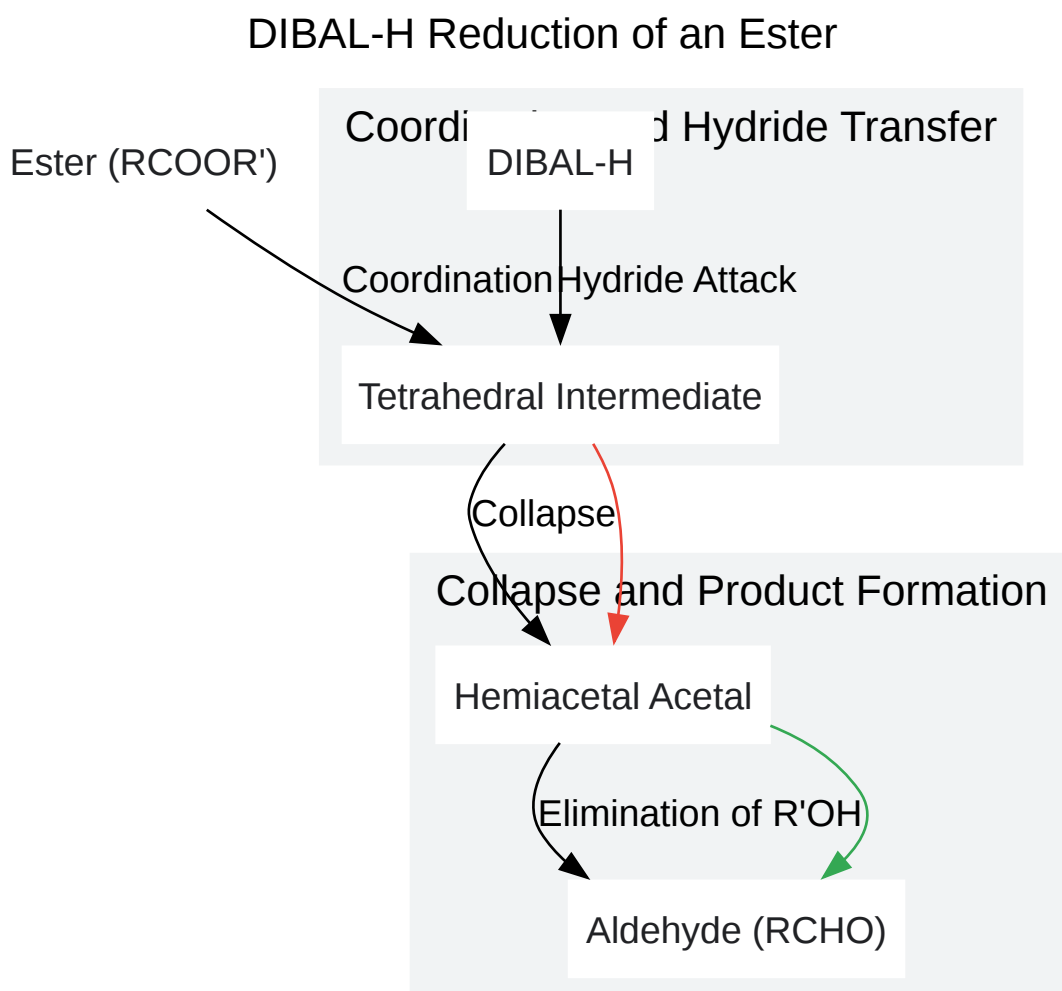 DIBAL-H Reduction of an Ester
Coordi d Hydride Transfer
Ester (RCOOR')
DIBAL-H
Coordination
Hydride Attack
Tetrahedral Intermediate
Collapse
Collapse and Product Formation
Hemiacetal Acetal
Elimination of R'OH
Aldehyde (RCHO)